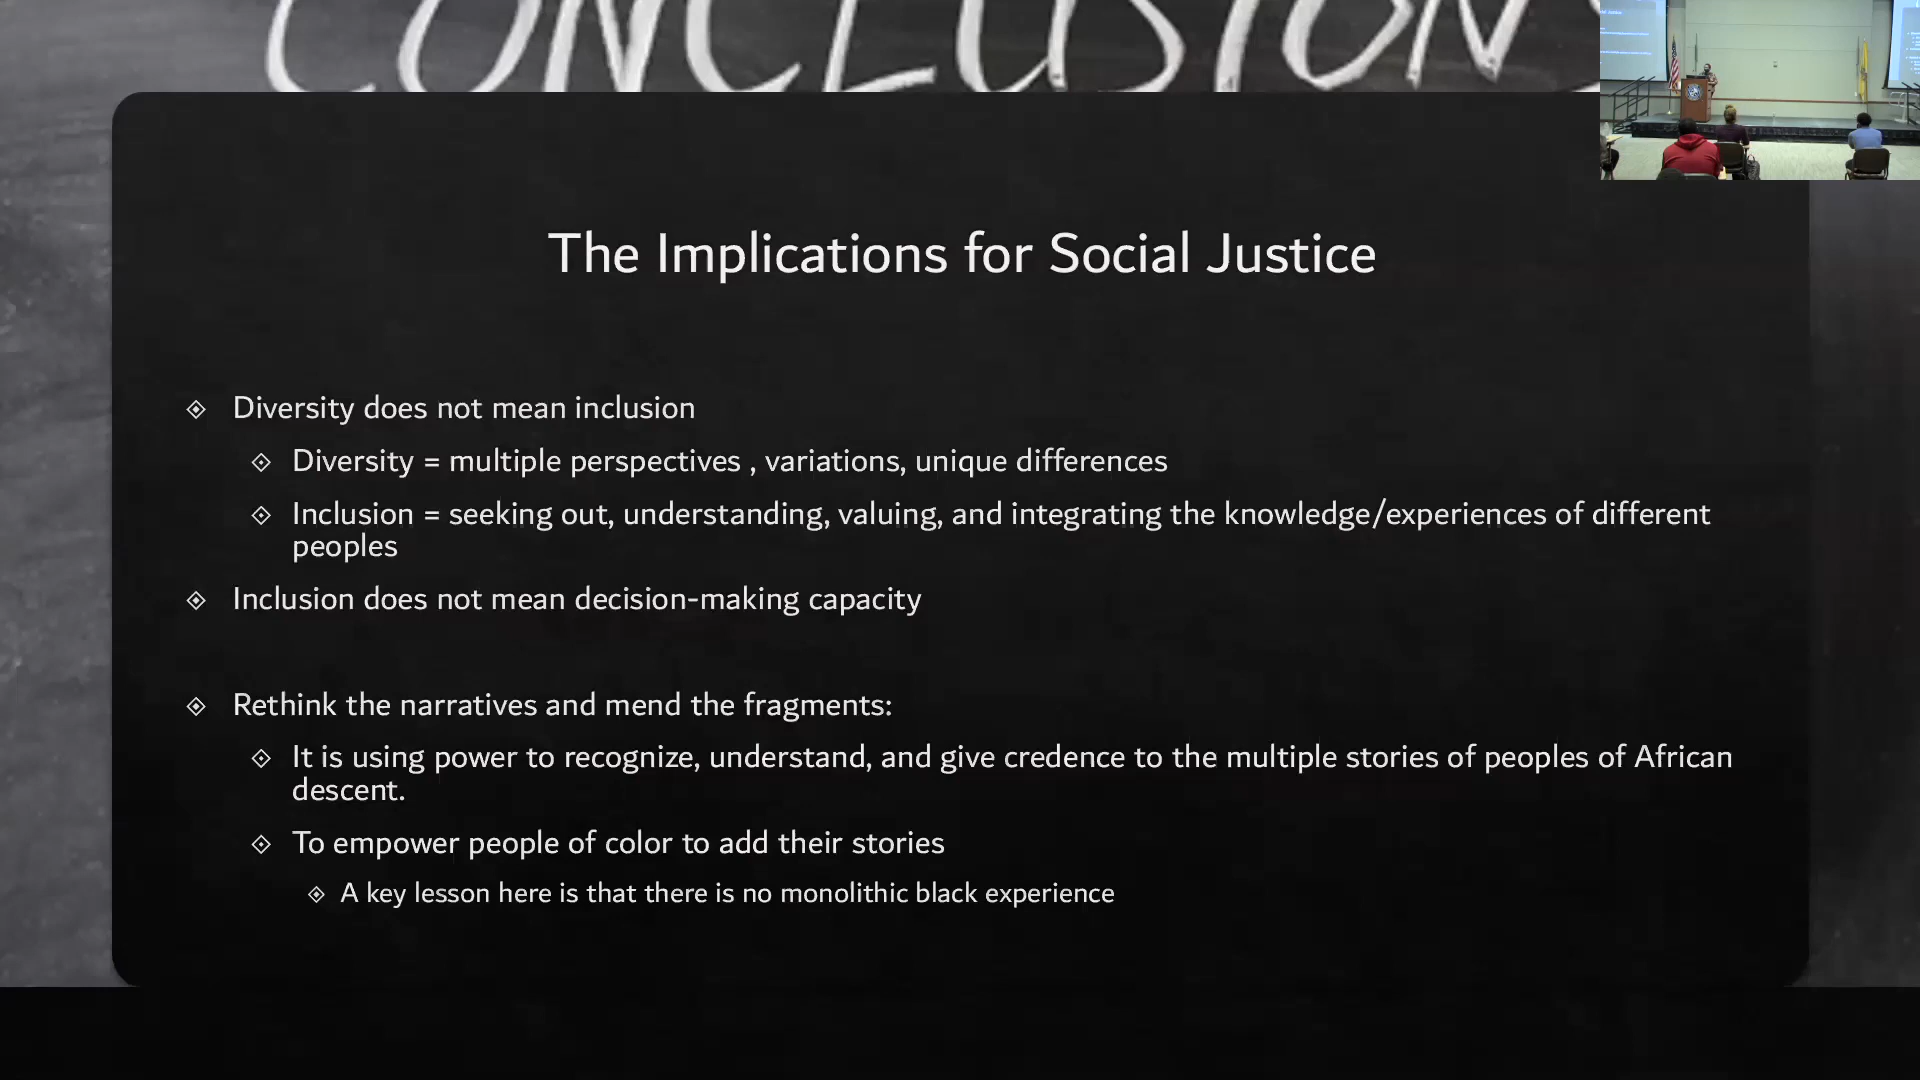 CONCLUSION
The Implications for Social Justice
Diversity does not mean inclusion
Diversity = multiple perspectives , variations, unique differences
Inclusion = seeking out, understanding, valuing, and integrating the knowledge/experiences of different
peoples
Inclusion does not mean decision-making capacity
Rethink the narratives and mend the fragments:
It is using power to recognize, understand, and give credence to the multiple stories of peoples of African
descent.
To empower people of color to add their stories
A key lesson here is that there is no monolithic black experience